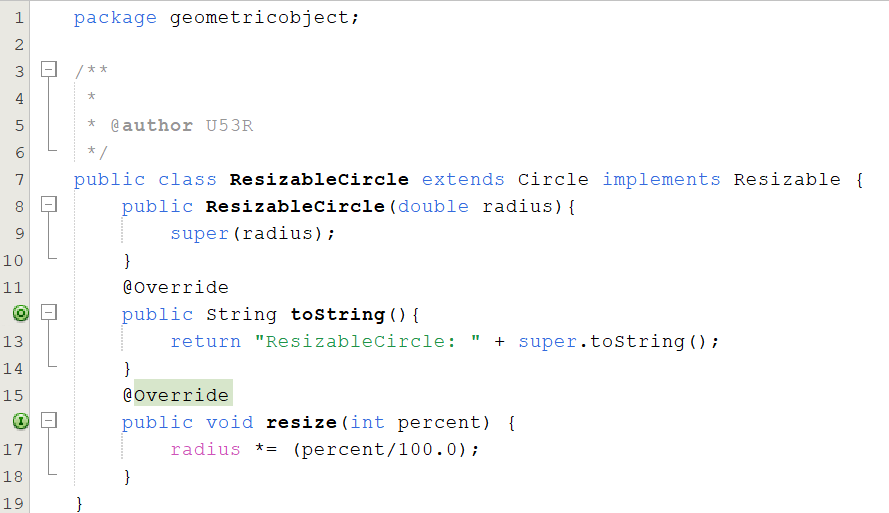 1 package geometricobject;
2
3 /**
4 *
5 * @author U53R
6 */
7 public class ResizableCircle extends Circle implements Resizable {
8 public ResizableCircle(double radius){
9 super(radius);
10 }
11 @Override
public String toString(){
13 return "ResizableCircle: " + super.toString();
14 }
15 @Override
public void resize(int percent) {
17 radius *= (percent/100.0);
18 }
19 }